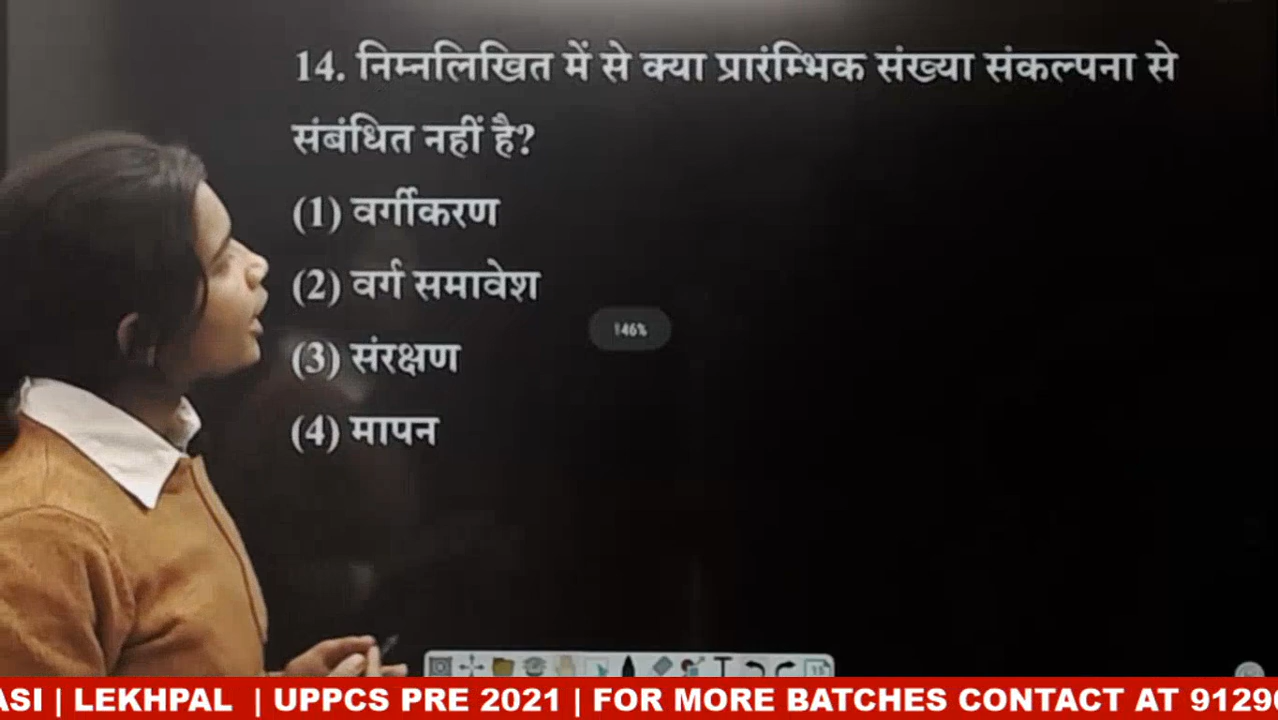 14. निम्नलिखित में से क्या प्रारंम्भिक संख्या संकल्पना से
संबंधित नहीं है?
(1) वर्गीकरण
(2) वर्ग समावेश
146%
(3) संरक्षण
(4) मापन
ASI | LEKHPAL | UPPCS PRE 2021 | FOR MORE BATCHES CONTACT AT 9129